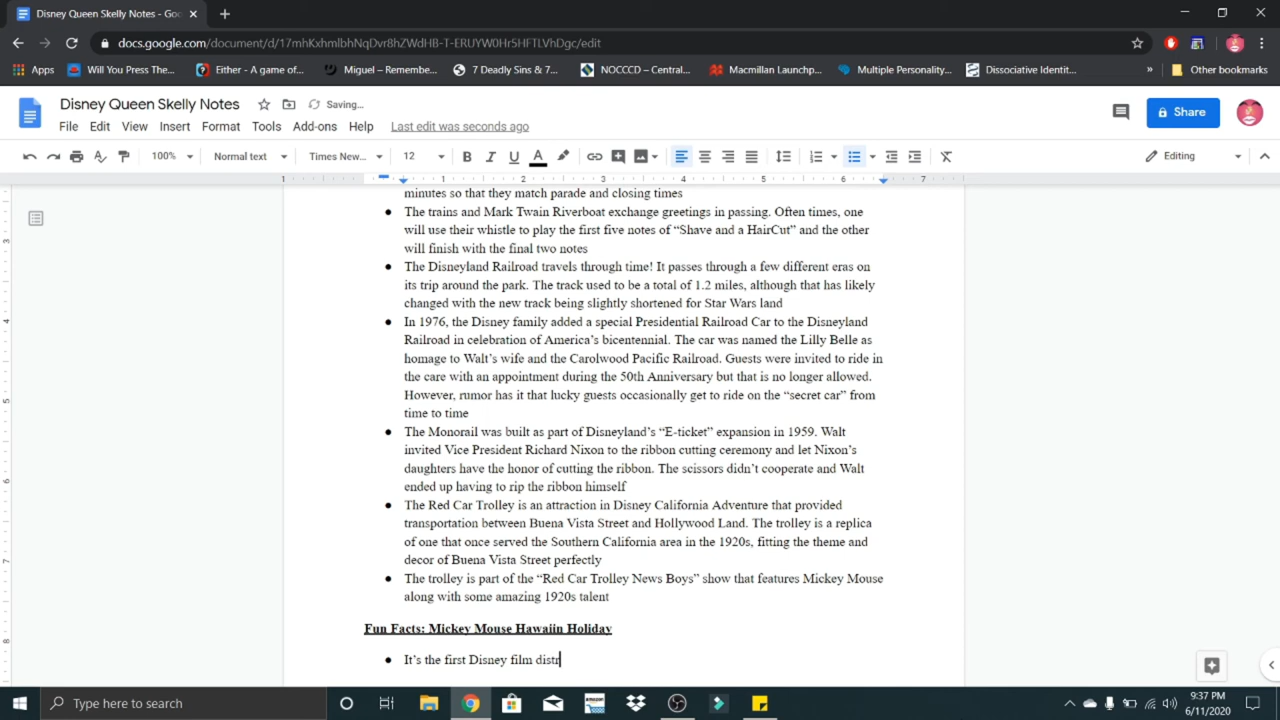 Disney Queen Skelly Notes - Goo
docs.google.com/document/d/17mhKxhmlbhNqDvr8hZWdHB-T-ERUYW0Hr5HFTLVhDgc/edit
Apps Will You Press The... Either - A game of... Miguel – Remembe... 7 Deadly Sins & 7... NOCCCD – Central... Macmillan Launchp... Multiple Personality... Dissociative Identit... » Other bookmarks
Disney Queen Skelly Notes Saving...
File Edit View Insert Format Tools Add-ons Help Last edit was seconds ago
Share
100% Normal text Times New... 12 B I U A Editing
1 1 2 3 4 5 6 7
minutes so that they match parade and closing times
● The trains and Mark Twain Riverboat exchange greetings in passing. Often times, one
will use their whistle to play the first five notes of “Shave and a HairCut” and the other
will finish with the final two notes
● The Disneyland Railroad travels through time! It passes through a few different eras on
its trip around the park. The track used to be a total of 1.2 miles, although that has likely
changed with the new track being slightly shortened for Star Wars land
● In 1976, the Disney family added a special Presidential Railroad Car to the Disneyland
Railroad in celebration of America’s bicentennial. The car was named the Lilly Belle as
homage to Walt’s wife and the Carolwood Pacific Railroad. Guests were invited to ride in
the care with an appointment during the 50th Anniversary but that is no longer allowed.
However, rumor has it that lucky guests occasionally get to ride on the “secret car” from
time to time
● The Monorail was built as part of Disneyland’s “E-ticket” expansion in 1959. Walt
invited Vice President Richard Nixon to the ribbon cutting ceremony and let Nixon’s
daughters have the honor of cutting the ribbon. The scissors didn’t cooperate and Walt
ended up having to rip the ribbon himself
● The Red Car Trolley is an attraction in Disney California Adventure that provided
transportation between Buena Vista Street and Hollywood Land. The trolley is a replica
of one that once served the Southern California area in the 1920s, fitting the theme and
decor of Buena Vista Street perfectly
● The trolley is part of the “Red Car Trolley News Boys” show that features Mickey Mouse
along with some amazing 1920s talent
Fun Facts: Mickey Mouse Hawaiin Holiday
● It’s the first Disney film distr
3
4
5
6
7
8
Type here to search
9:37 PM
6/11/2020